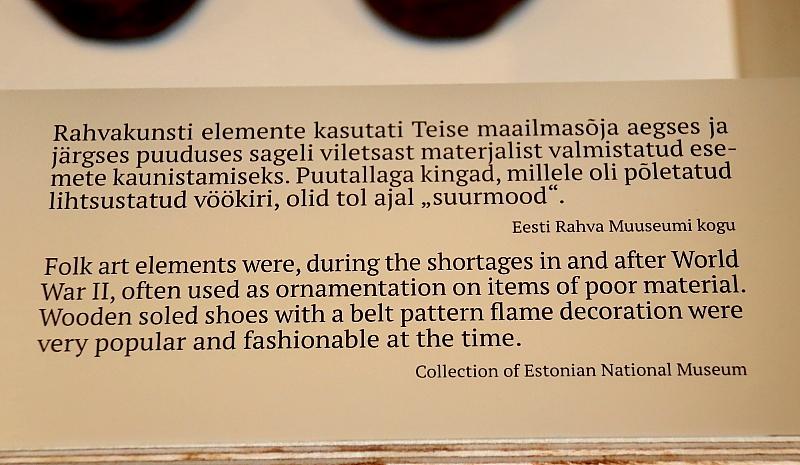 Rahvakunsti elemente kasutati Teise maailmasõja aegses ja
järgses puuduses sageli viletsast materjalist valmistatud ese-
mete kaunistamiseks. Puutallaga kingad, millele oli põletatud
lihtsustatud vöökiri, olid tol ajal „suurmood“.
Eesti Rahva Muuseumi kogu
Folk art elements were, during the shortages in and after World
War II, often used as ornamentation on items of poor material.
Wooden soled shoes with a belt pattern flame decoration were
very popular and fashionable at the time.
Collection of Estonian National Museum